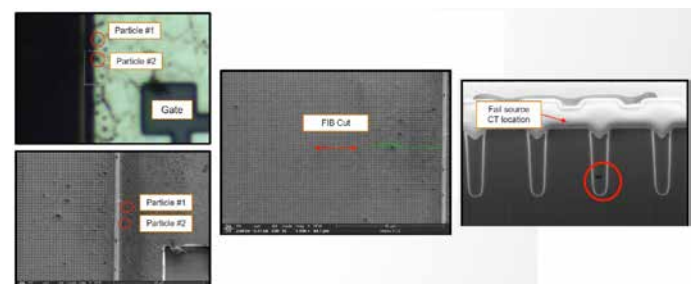 Particle #1
Particle #2
Gate
Particle #1
Particle #2
FIB Cut
Fail source
CT location